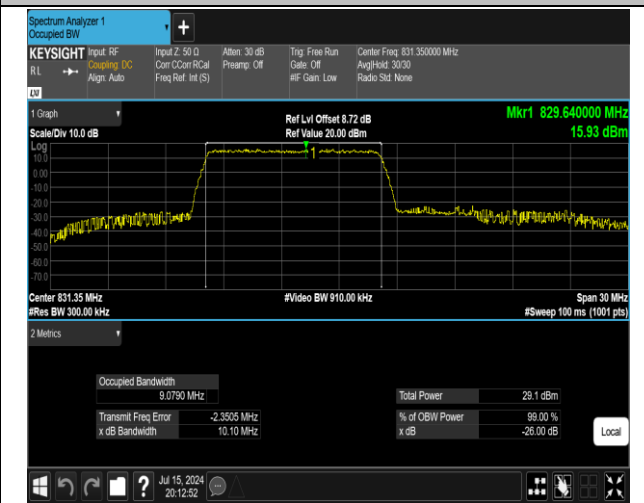 Spectrum Analyzer 1
Occupied BW
+
KEYSIGHT Input: RF Input Z: 50 Ω Atten: 30 dB Trig: Free Run Center Freq: 831.350000 MHz
RL Coupling: DC Corr CCorr RCal Preamp: Off Gate: Off Avg|Hold: 30/30
Align: Auto Freq Ref: Int (S) #IF Gain: Low Radio Std: None
LXI
1 Graph Ref Lvl Offset 8.72 dB Mkr1 829.640000 MHz
Scale/Div 10.0 dB Ref Value 20.00 dBm 15.93 dBm
Log
10.0
0.00
-10.0
-20.0
-30.0
-40.0
-50.0
-60.0
-70.0
1
Center 831.35 MHz #Video BW 910.00 kHz Span 30 MHz
#Res BW 300.00 kHz #Sweep 100 ms (1001 pts)
2 Metrics
Occupied Bandwidth
9.0790 MHz Total Power 29.1 dBm
Transmit Freq Error -2.3505 MHz % of OBW Power 99.00 %
x dB Bandwidth 10.10 MHz x dB -26.00 dB
Local
? Jul 15, 2024
20:12:52